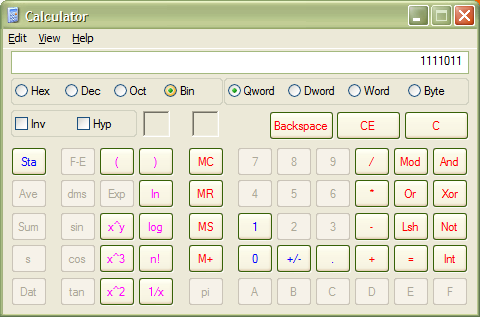 Calculator
Edit View Help
1111011
Hex Dec Oct Bin Qword Dword Word Byte
Inv Hyp Backspace CE C
Sta F-E ( ) MC 7 8 9 / Mod And
Ave dms Exp ln MR 4 5 6 * Or Xor
Sum sin x^y log MS 1 2 3 - Lsh Not
s cos x^3 n! M+ 0 +/- . + = Int
Dat tan x^2 1/x pi A B C D E F